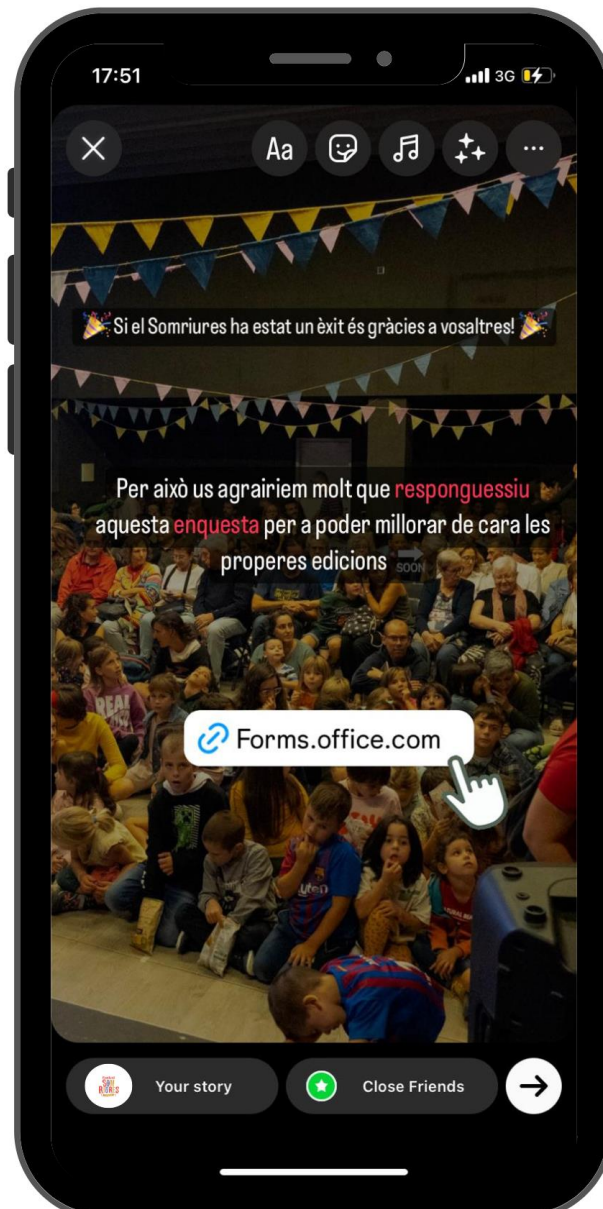 17:51
3G
Aa
🎉 Si el Somriures ha estat un èxit és gràcies a vosaltres! 🎉
Per això us agrairiem molt que responguessiu
aquesta enquesta per a poder millorar de cara les
properes edicions
SOON
Forms.office.com
Your story
Close Friends